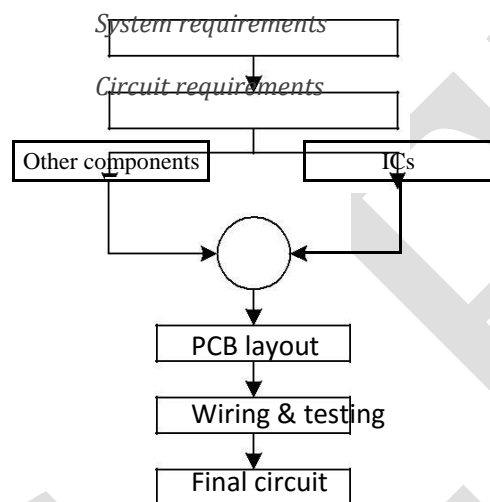 System requirements
Circuit requirements
Other components
ICs
PCB layout
Wiring & testing
Final circuit